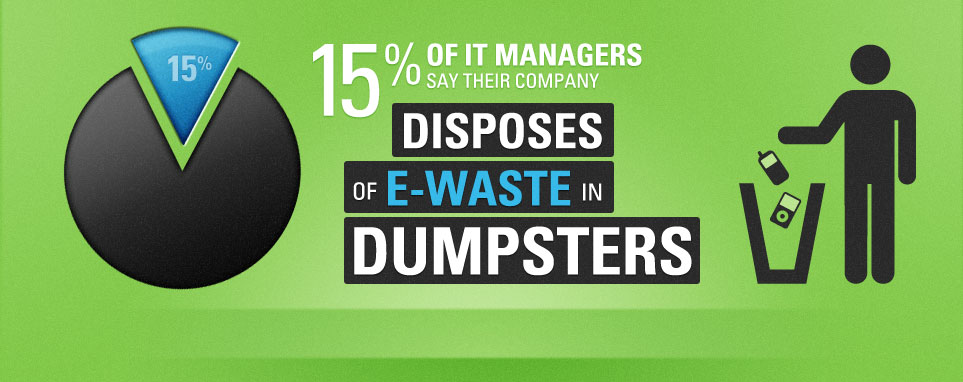 15%
15% OF IT MANAGERS
SAY THEIR COMPANY
DISPOSES
OF E-WASTE IN
DUMPSTERS